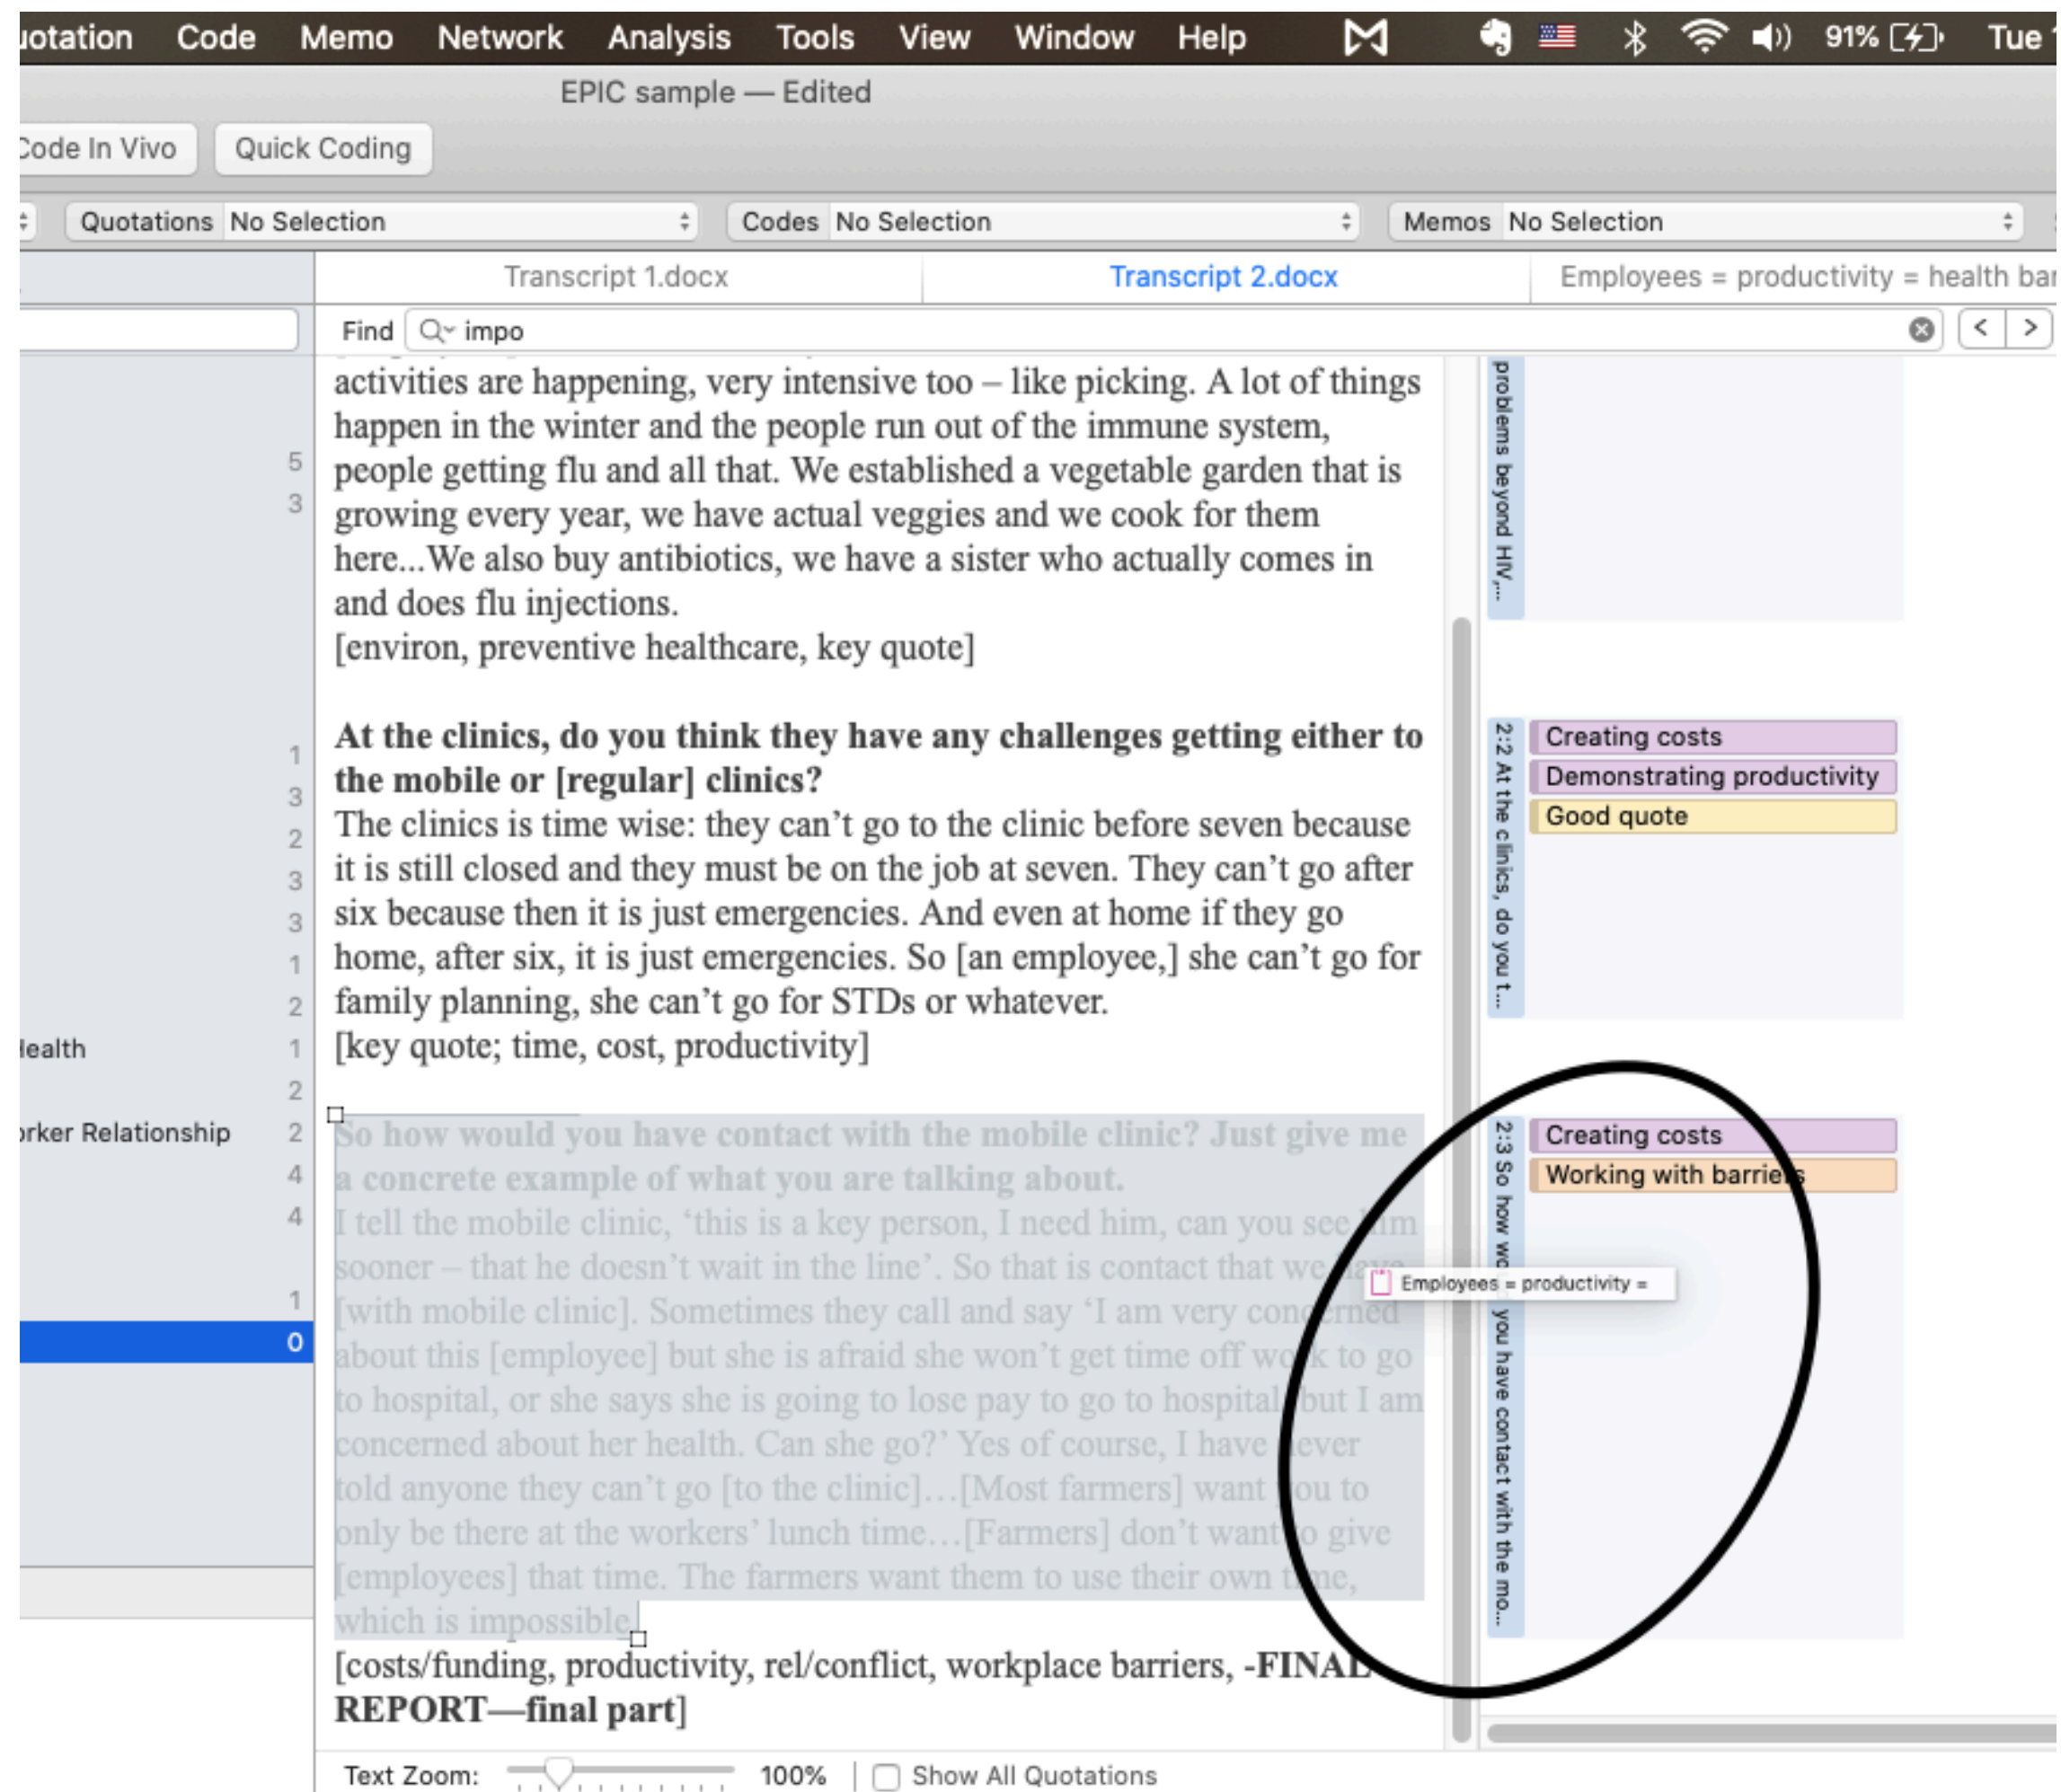 uotation Code Memo Network Analysis Tools View Window Help 91% Tue
EPIC sample — Edited
Code In Vivo Quick Coding
Quotations No Selection Codes No Selection Memos No Selection
Transcript 1.docx Transcript 2.docx Employees = productivity = health bar
Find impo < >
activities are happening, very intensive too – like picking. A lot of things
happen in the winter and the people run out of the immune system,
5 people getting flu and all that. We established a vegetable garden that is
3 growing every year, we have actual veggies and we cook for them
here...We also buy antibiotics, we have a sister who actually comes in
and does flu injections.
[environ, preventive healthcare, key quote]
problems beyond HIV,...
1 At the clinics, do you think they have any challenges getting either to
3 the mobile or [regular] clinics?
2 The clinics is time wise: they can’t go to the clinic before seven because
3 it is still closed and they must be on the job at seven. They can’t go after
3 six because then it is just emergencies. And even at home if they go
1 home, after six, it is just emergencies. So [an employee,] she can’t go for
2 family planning, she can’t go for STDs or whatever.
lealth 1 [key quote; time, cost, productivity]
2:2 At the clinics, do you t...
Creating costs
Demonstrating productivity
Good quote
2
orker Relationship 2 So how would you have contact with the mobile clinic? Just give me
4 a concrete example of what you are talking about.
4 I tell the mobile clinic, ‘this is a key person, I need him, can you see him
sooner – that he doesn’t wait in the line’. So that is contact that we have
1 [with mobile clinic]. Sometimes they call and say ‘I am very concerned
0 about this [employee] but she is afraid she won’t get time off work to go
to hospital, or she says she is going to lose pay to go to hospital, but I am
concerned about her health. Can she go?’ Yes of course, I have never
told anyone they can’t go [to the clinic]…[Most farmers] want you to
only be there at the workers’ lunch time…[Farmers] don’t want to give
[employees] that time. The farmers want them to use their own time,
which is impossible.
[costs/funding, productivity, rel/conflict, workplace barriers, -FINAL
REPORT—final part]
2:3 So how wo you have contact with the mo...
Creating costs
Working with barriers
Employees = productivity =
Text Zoom: 100% Show All Quotations